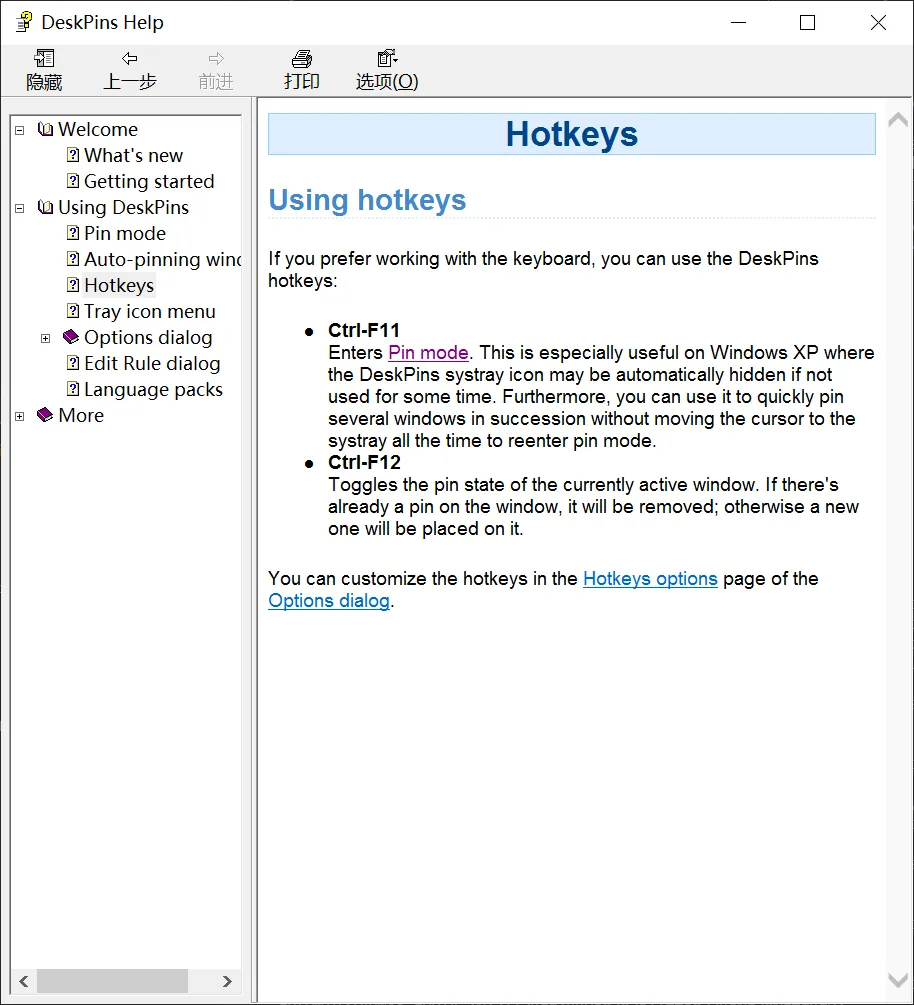 DeskPins Help
隐藏
上一步
前进
打印
选项(O)
Welcome
What's new
Getting started
Using DeskPins
Pin mode
Auto-pinning wind
Hotkeys
Tray icon menu
Options dialog
Edit Rule dialog
Language packs
More
Hotkeys
Using hotkeys
If you prefer working with the keyboard, you can use the DeskPins
hotkeys:
Ctrl-F11
Enters Pin mode. This is especially useful on Windows XP where
the DeskPins systray icon may be automatically hidden if not
used for some time. Furthermore, you can use it to quickly pin
several windows in succession without moving the cursor to the
systray all the time to reenter pin mode.
Ctrl-F12
Toggles the pin state of the currently active window. If there's
already a pin on the window, it will be removed; otherwise a new
one will be placed on it.
You can customize the hotkeys in the Hotkeys options page of the
Options dialog.